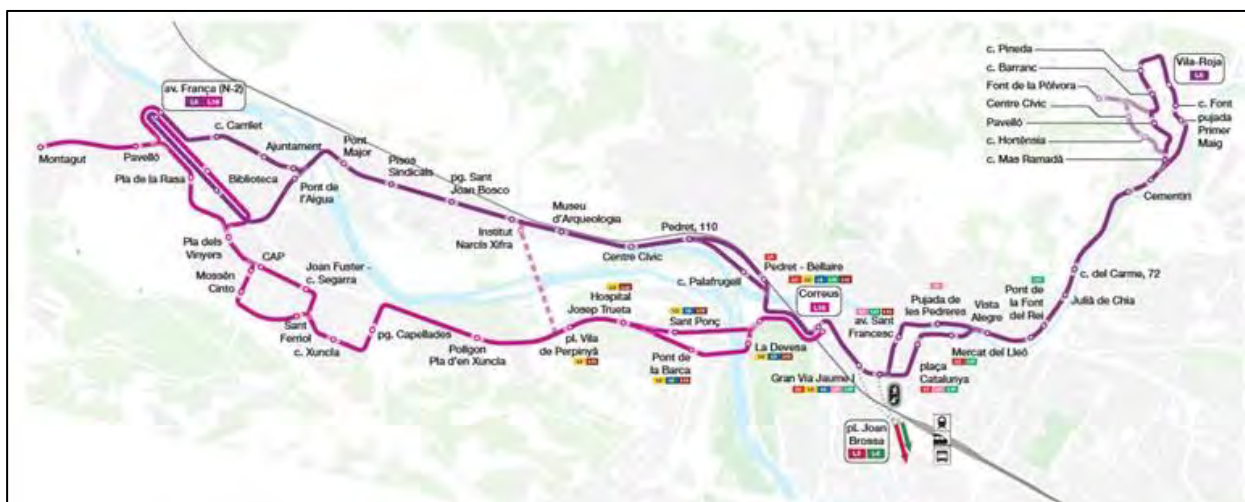 c. Pineda
c. Barranc
Font de la Pólvora
Centre Cívic
Pavelló
c. Hortènsia
c. Mas Ramadà
Vila-Roja
c. Font
pujada
Primer
Maig
Cementiri
av. França (N-2)
c. Carrilet
Ajuntament
Pont
Major
Pisos
Sindicals
pg. Sant
Joan Bosco
Museu
d'Arqueologia
Pedret, 110
Montagut
Pavelló
Pla de la Rasa
Biblioteca
Pont de
l'Aigua
Institut
Narcís Xifra
Centre Cívic
c. Palafrugell
Pedret - Bellaire
Correus
L10
Pla dels
Vinyers
CAP
Joan Fuster -
c. Segarra
Mossèn
Cinto
Sant
Ferriol
c. Xuncla
pg. Capellades
Polígon
Pla d'en Xuncla
Hospital
Josep Trueta
pl. Vila
de Perpinyà
Sant Ponç
Pont de
la Barca
La Devesa
Gran Via Jaume I
av. Sant
Francesc
Pujada de
les Pedreres
Vista
Alegre
Pont de
la Font
del Rei
c. del Carme, 72
Julià de Chia
Mercat del Lleó
plaça
Catalunya
pl. Joan
Brossa